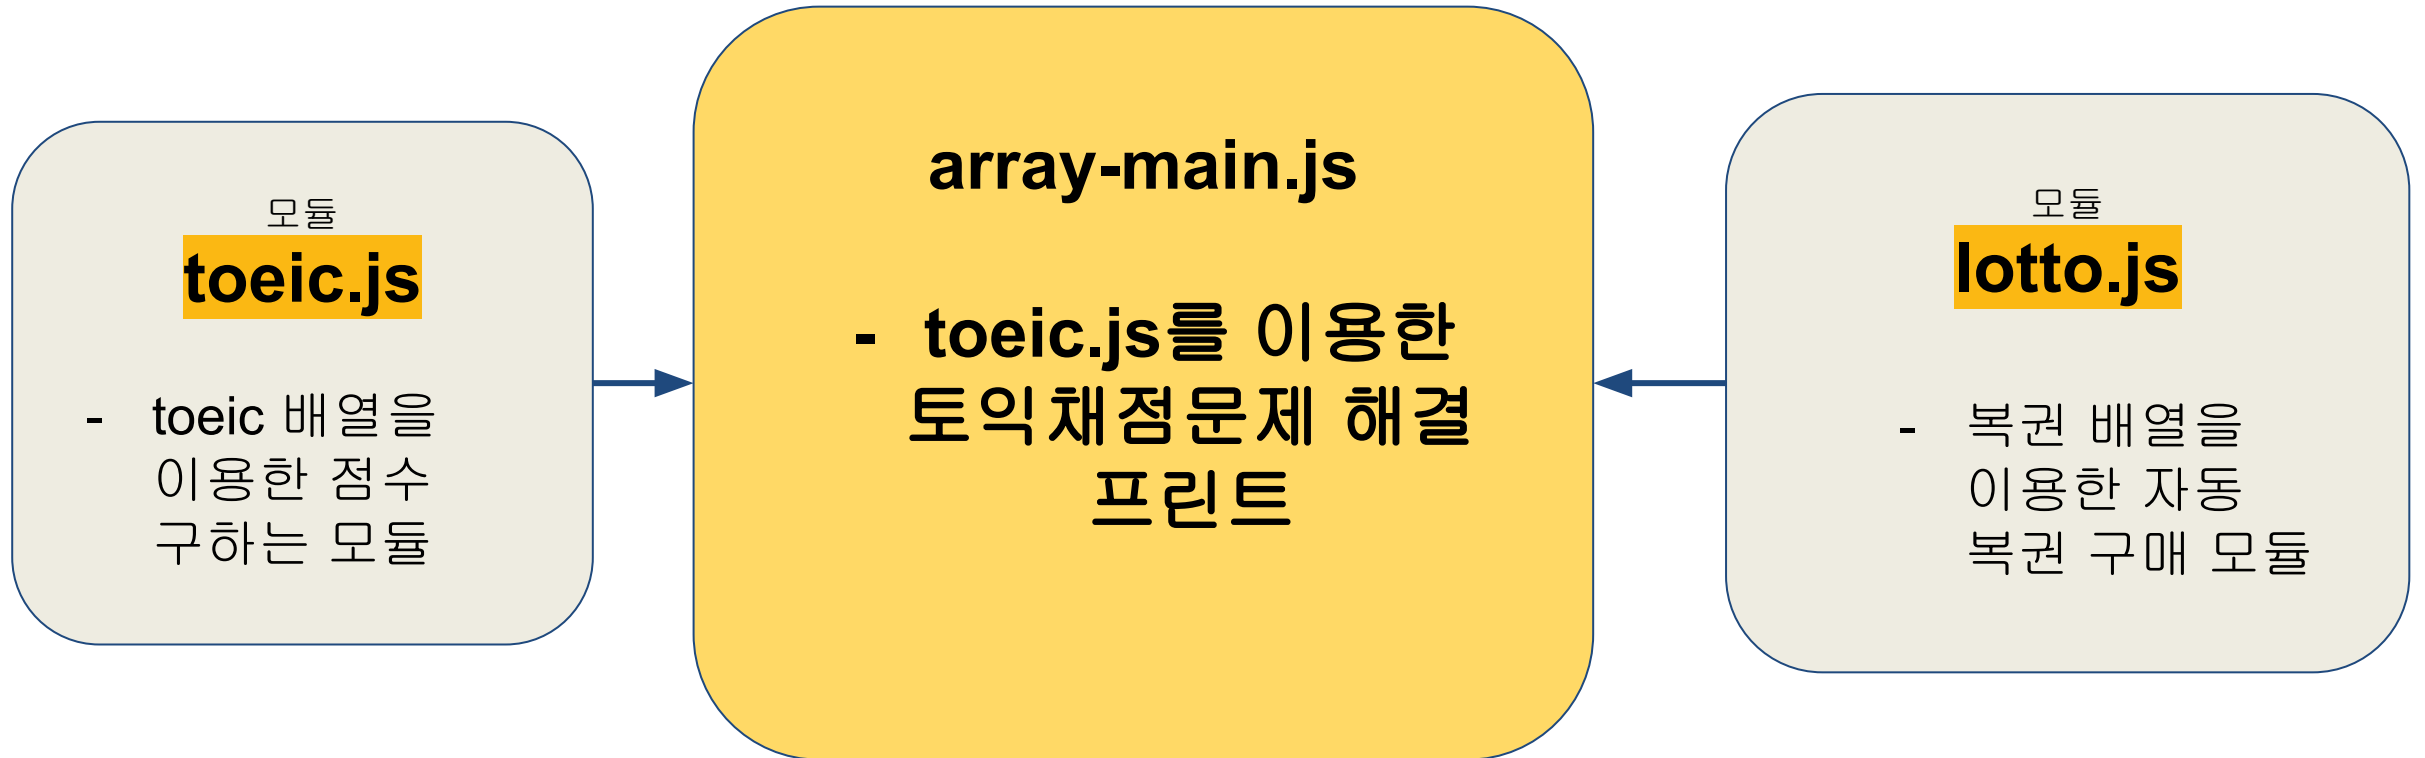 모듈
toeic.js
- toeic 배열을
이용한 점수
구하는 모듈
array-main.js
- toeic.js를 이용한
토익채점문제 해결
프린트
모듈
lotto.js
- 복권 배열을
이용한 자동
복권 구매 모듈